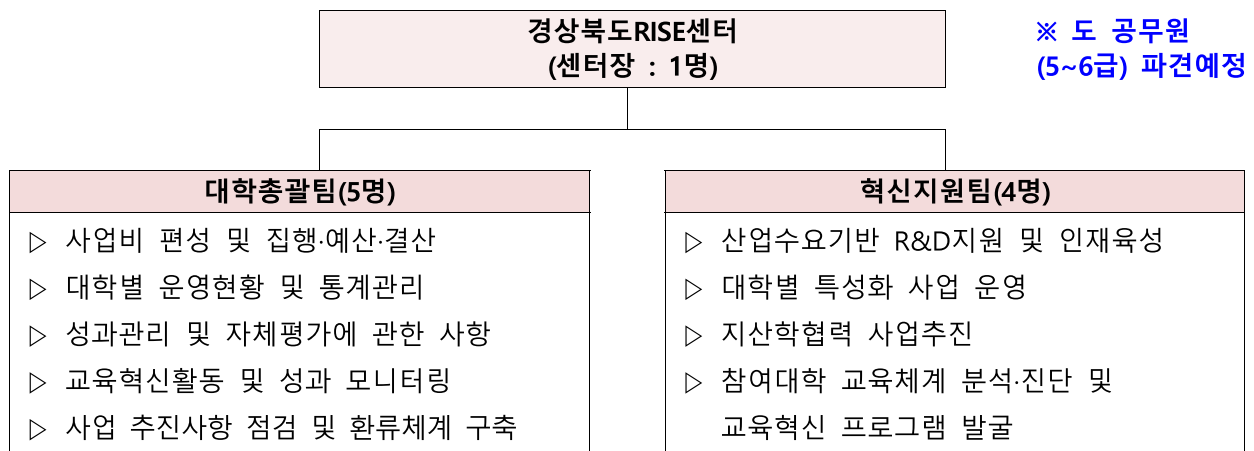 경상북도RISE센터
(센터장 : 1명)
※ 도 공무원
(5~6급) 파견예정
대학총괄팀(5명)
▷ 사업비 편성 및 집행·예산·결산
▷ 대학별 운영현황 및 통계관리
▷ 성과관리 및 자체평가에 관한 사항
▷ 교육혁신활동 및 성과 모니터링
▷ 사업 추진사항 점검 및 환류체계 구축
혁신지원팀(4명)
▷ 산업수요기반 R&D지원 및 인재육성
▷ 대학별 특성화 사업 운영
▷ 지산학협력 사업추진
▷ 참여대학 교육체계 분석·진단 및
교육혁신 프로그램 발굴